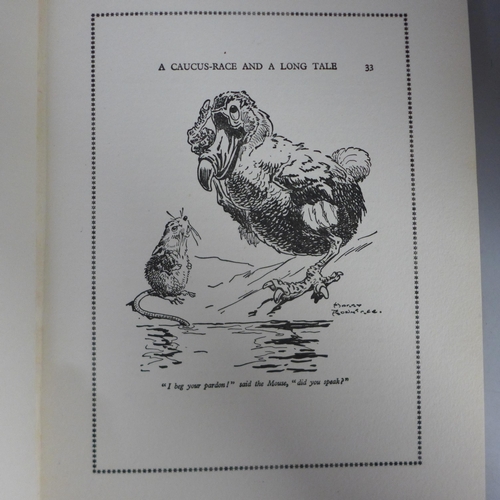 A CAUCUS-RACE AND A LONG TALE 33
Harry
Rountree.
"I beg your pardon!" said the Mouse, "did you speak?"